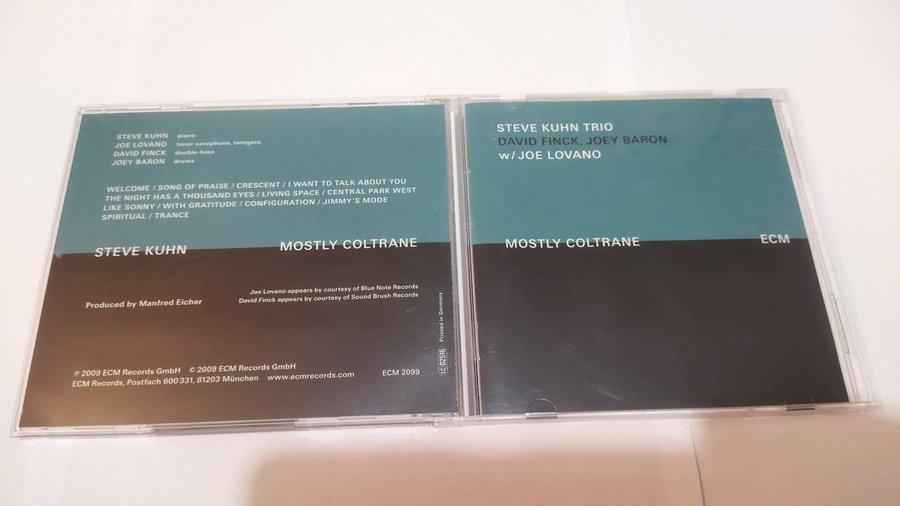 STEVE KUHN piano
JOE LOVANO tenor saxophone, tarogato
DAVID FINCK double-bass
JOEY BARON drums
WELCOME / SONG OF PRAISE / CRESCENT / I WANT TO TALK ABOUT YOU
THE NIGHT HAS A THOUSAND EYES / LIVING SPACE / CENTRAL PARK WEST
LIKE SONNY / WITH GRATITUDE / CONFIGURATION / JIMMY'S MODE
SPIRITUAL / TRANCE
STEVE KUHN MOSTLY COLTRANE
Joe Lovano appears by courtesy of Blue Note Records
David Finck appears by courtesy of Sound Brush Records
Produced by Manfred Eicher
℗ 2009 ECM Records GmbH © 2009 ECM Records GmbH
ECM Records, Postfach 600 331, 81203 München www.ecmrecords.com ECM 2099
LC 02516 Printed in Germany
STEVE KUHN TRIO
DAVID FINCK, JOEY BARON
w/ JOE LOVANO
MOSTLY COLTRANE ECM